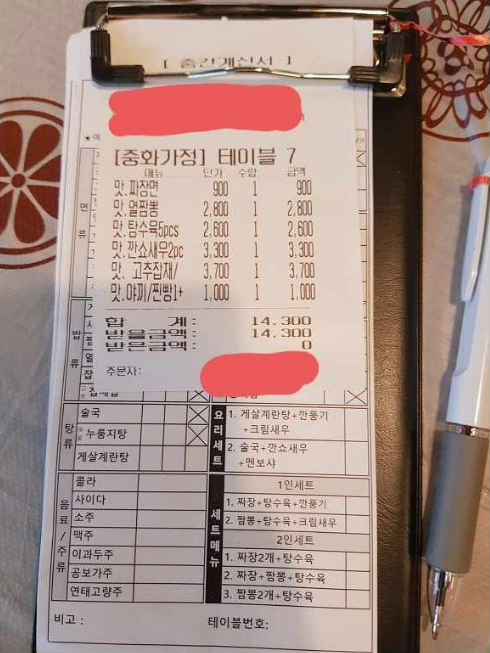 [ 중간계산서 ]
[중화가정] 테이블 7
메뉴 단가 수량 금액
맛.짜장면 900 1 900
맛.열짬뽕 2,800 1 2,800
맛.탕수육5pcs 2,600 1 2,600
맛.깐쇼새우2pc 3,300 1 3,300
맛. 고추잡채/ 3,700 1 3,700
맛.야끼/찐빵1+ 1,000 1 1,000
합 계: 14,300
받을금액: 14,300
받은금액: 0
주문자:
면류
밥류
탕류
술국
누룽지탕
게살계란탕
요리세트
1. 게살계란탕+깐풍기
+크림새우
2. 술국+깐쇼새우
+멘보샤
음료/주류
콜라
사이다
소주
맥주
이과두주
공보가주
연태고량주
세트메뉴
1인세트
1. 짜장+탕수육+깐풍기
2. 짬뽕+탕수육+크림새우
2인세트
1. 짜장2개+탕수육
2. 짜장+짬뽕+탕수육
3. 짬뽕2개+탕수육
비고 : 테이블번호: